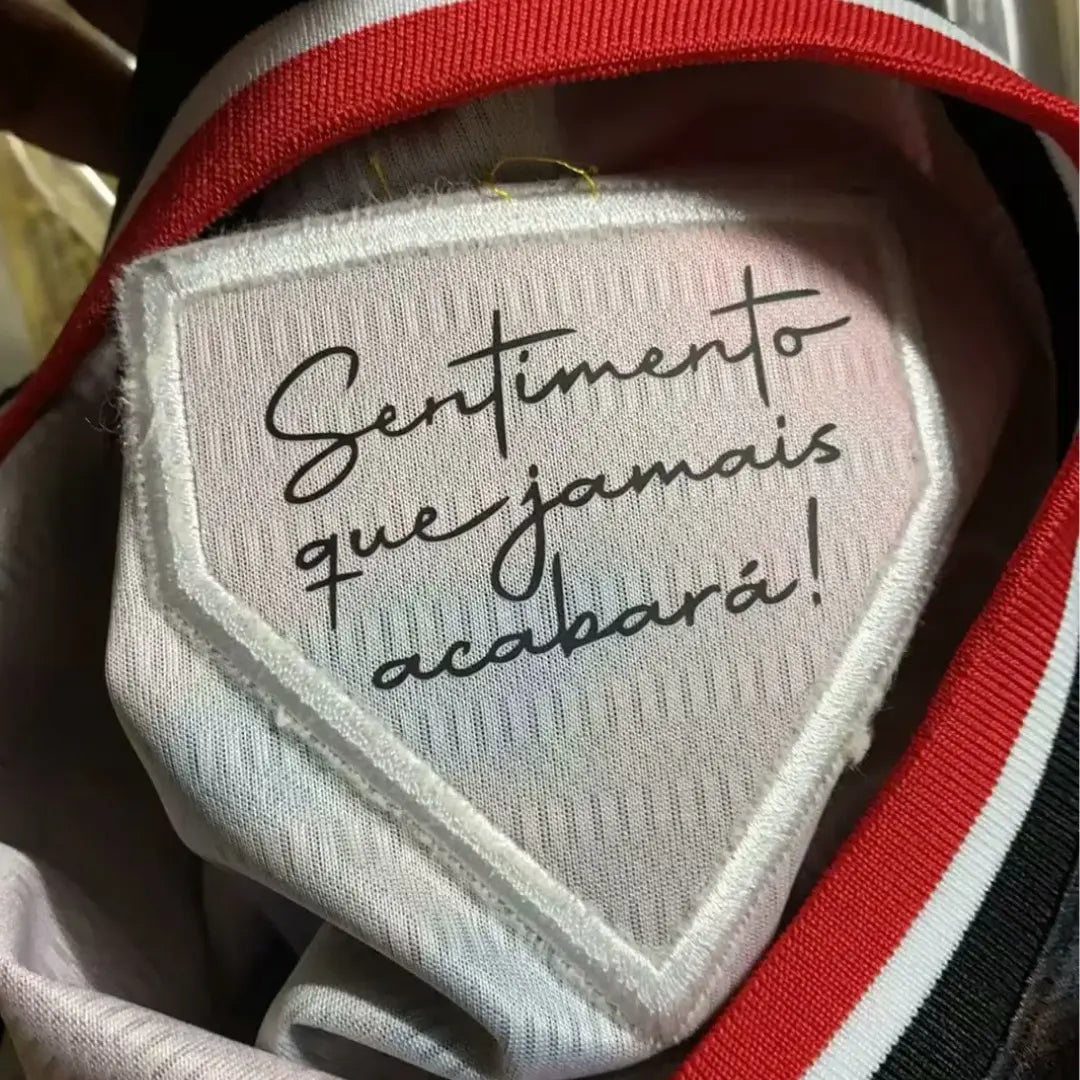 Sentimento
que jamais
acabará!